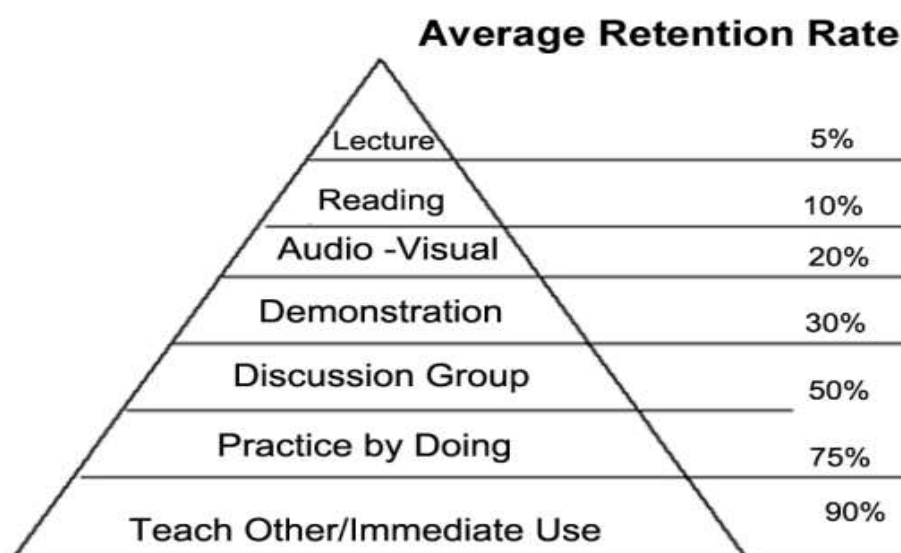 Average Retention Rate
Lecture 5%
Reading 10%
Audio -Visual 20%
Demonstration 30%
Discussion Group 50%
Practice by Doing 75%
Teach Other/Immediate Use 90%